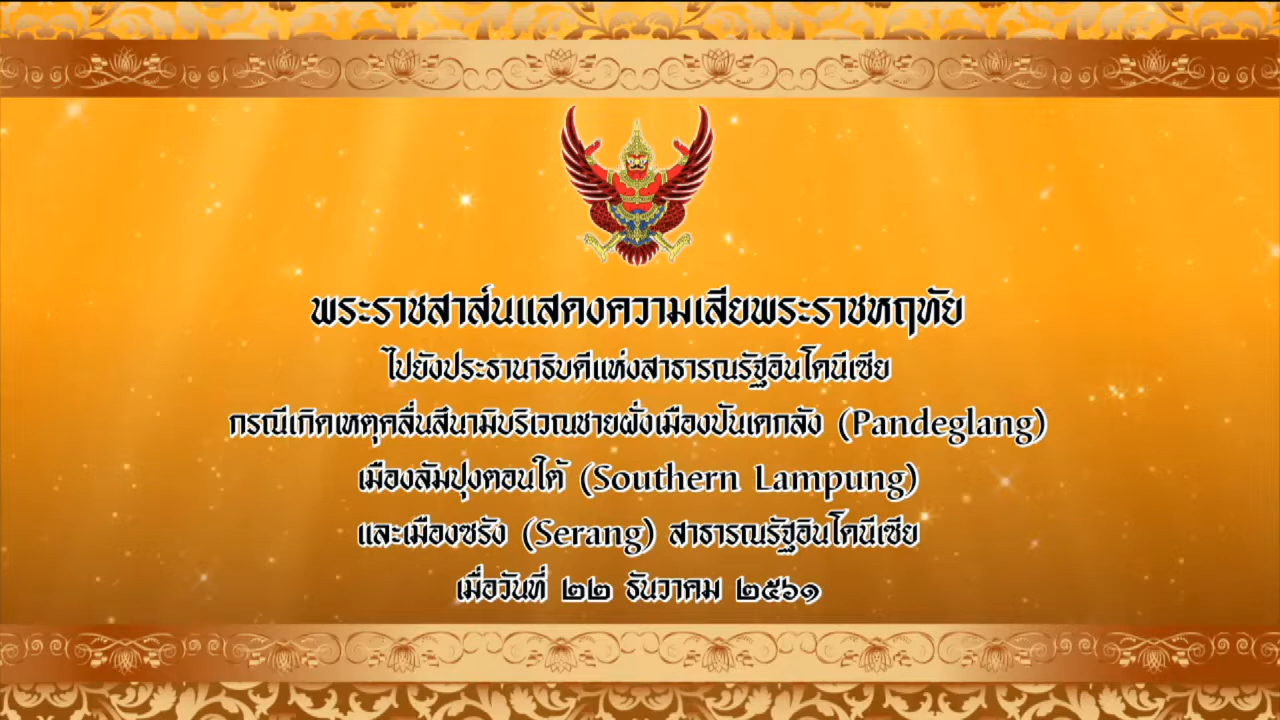 พระราชสาส์นแสดงความเสียพระราชหฤทัย
ไปยังประธานาธิบดีแห่งสาธารณรัฐอินโดนีเซีย
กรณีเกิดเหตุคลื่นสึนามิบริเวณชายฝั่งเมืองปันเดกลัง (Pandeglang)
เมืองลัมปุงตอนใต้ (Southern Lampung)
และเมืองซรัง (Serang) สาธารณรัฐอินโดนีเซีย
เมื่อวันที่ ๒๒ ธันวาคม ๒๕๖๑